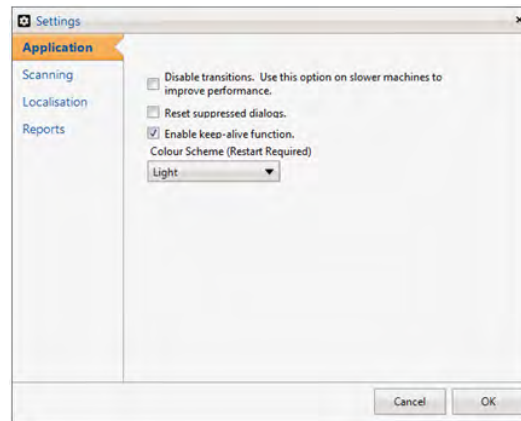 Settings
Application
Scanning
Localisation
Reports
Disable transitions. Use this option on slower machines to
improve performance.
Reset suppressed dialogs.
Enable keep-alive function.
Colour Scheme (Restart Required)
Light
Cancel
OK